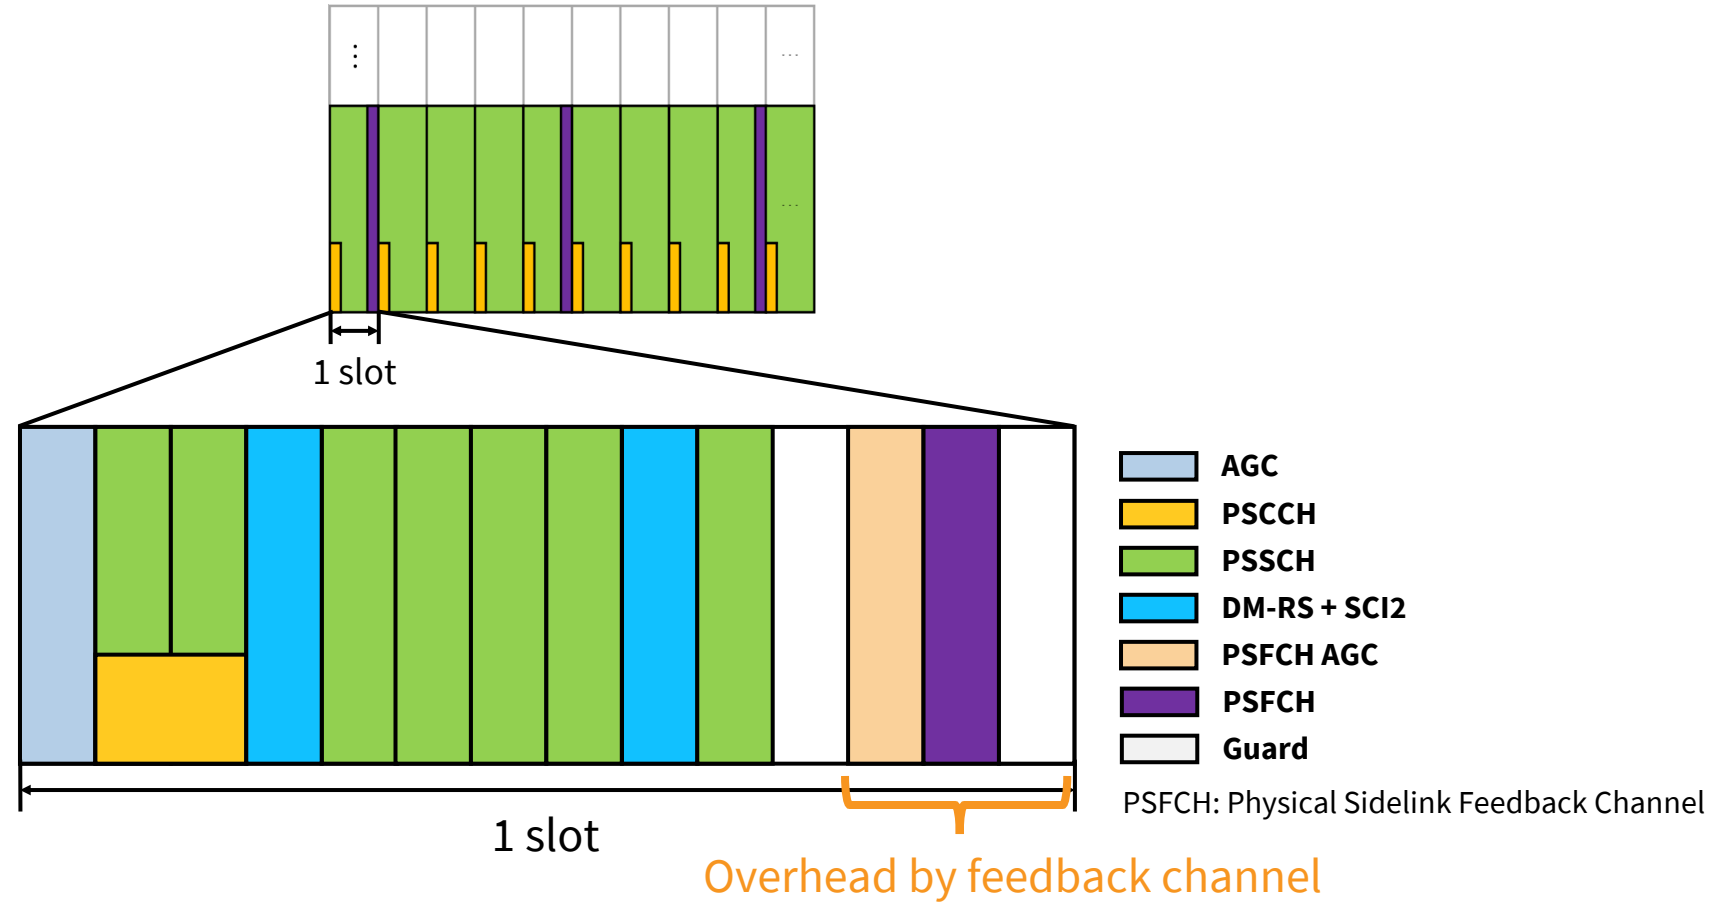 ⋮
...
...
1 slot
AGC
PSCCH
PSSCH
DM-RS + SCI2
PSFCH AGC
PSFCH
Guard
PSFCH: Physical Sidelink Feedback Channel
1 slot
Overhead by feedback channel